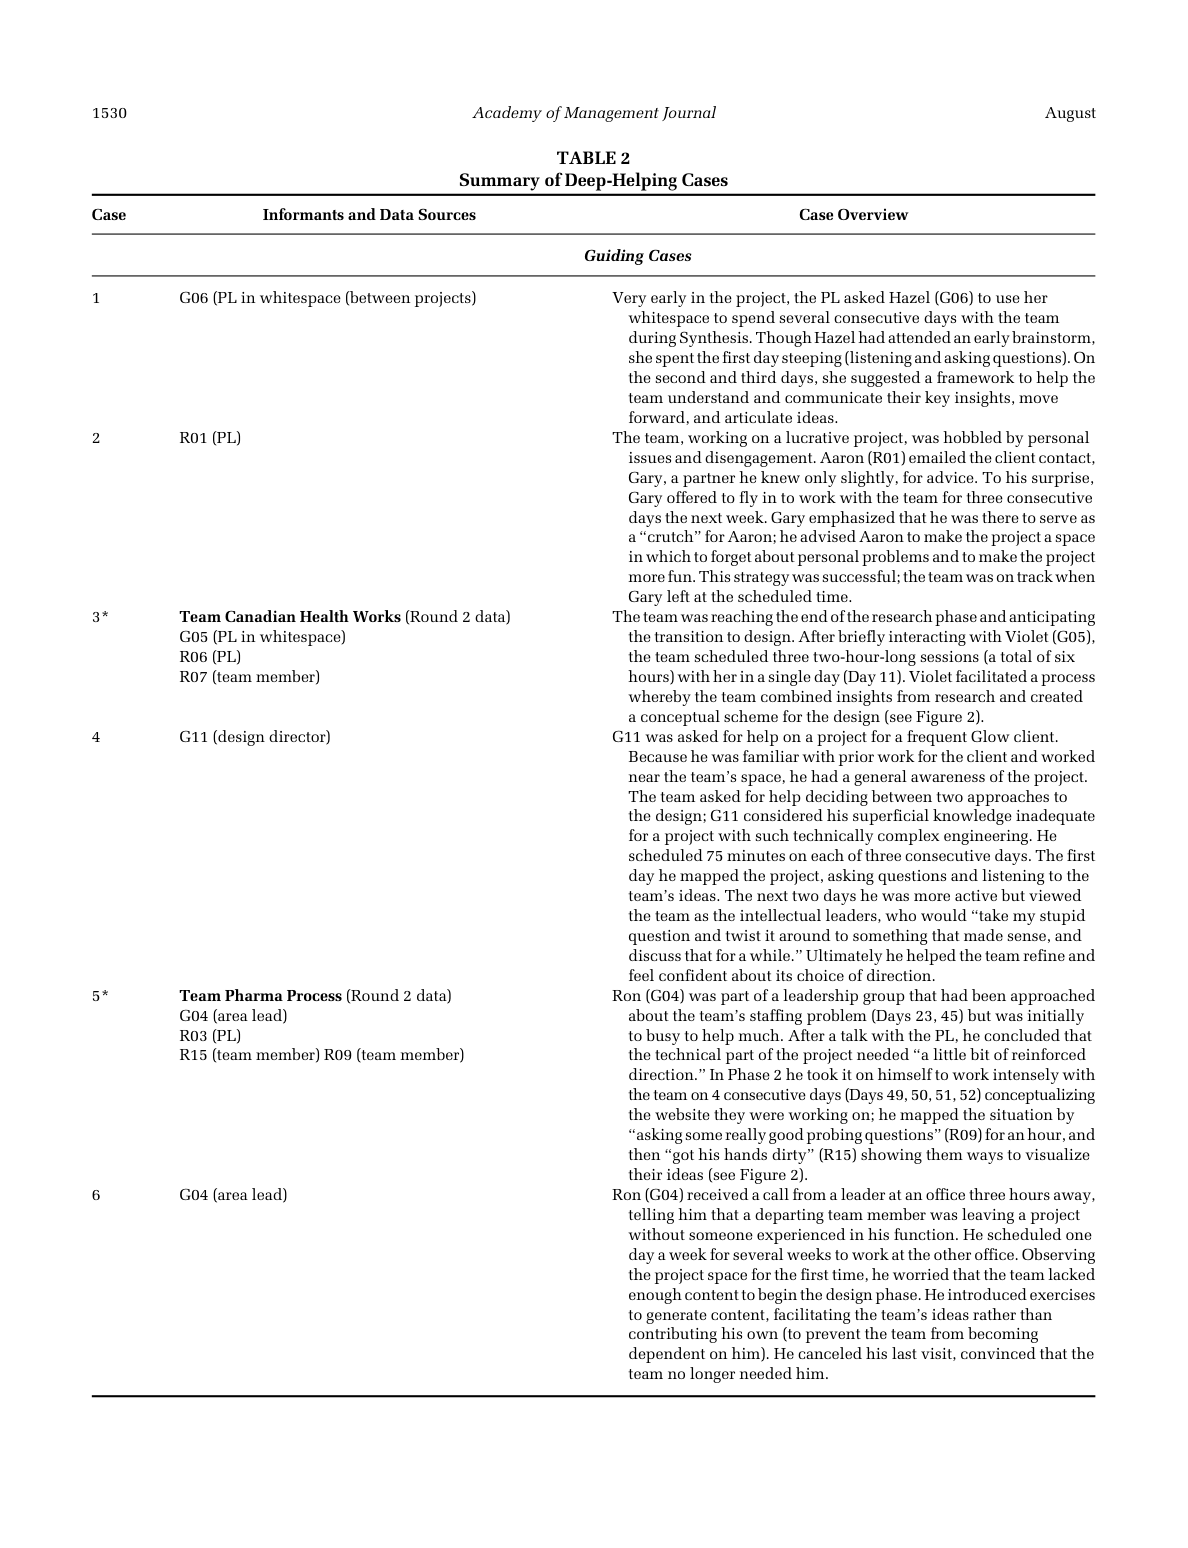 1530 Academy of Management Journal August
TABLE 2
Summary of Deep-Helping Cases
Case Informants and Data Sources Case Overview
Guiding Cases
1 G06 (PL in whitespace (between projects) Very early in the project, the PL asked Hazel (G06) to use her
whitespace to spend several consecutive days with the team
during Synthesis. Though Hazel had attended an early brainstorm,
she spent the first day steeping (listening and asking questions). On
the second and third days, she suggested a framework to help the
team understand and communicate their key insights, move
forward, and articulate ideas.
2 R01 (PL) The team, working on a lucrative project, was hobbled by personal
issues and disengagement. Aaron (R01) emailed the client contact,
Gary, a partner he knew only slightly, for advice. To his surprise,
Gary offered to fly in to work with the team for three consecutive
days the next week. Gary emphasized that he was there to serve as
a “crutch” for Aaron; he advised Aaron to make the project a space
in which to forget about personal problems and to make the project
more fun. This strategy was successful; the team was on track when
Gary left at the scheduled time.
3* Team Canadian Health Works (Round 2 data) The team was reaching the end of the research phase and anticipating
G05 (PL in whitespace) the transition to design. After briefly interacting with Violet (G05),
R06 (PL) the team scheduled three two-hour-long sessions (a total of six
R07 (team member) hours) with her in a single day (Day 11). Violet facilitated a process
whereby the team combined insights from research and created
a conceptual scheme for the design (see Figure 2).
4 G11 (design director) G11 was asked for help on a project for a frequent Glow client.
Because he was familiar with prior work for the client and worked
near the team’s space, he had a general awareness of the project.
The team asked for help deciding between two approaches to
the design; G11 considered his superficial knowledge inadequate
for a project with such technically complex engineering. He
scheduled 75 minutes on each of three consecutive days. The first
day he mapped the project, asking questions and listening to the
team’s ideas. The next two days he was more active but viewed
the team as the intellectual leaders, who would “take my stupid
question and twist it around to something that made sense, and
discuss that for a while.” Ultimately he helped the team refine and
feel confident about its choice of direction.
5* Team Pharma Process (Round 2 data) Ron (G04) was part of a leadership group that had been approached
G04 (area lead) about the team’s staffing problem (Days 23, 45) but was initially
R03 (PL) to busy to help much. After a talk with the PL, he concluded that
R15 (team member) R09 (team member) the technical part of the project needed “a little bit of reinforced
direction.” In Phase 2 he took it on himself to work intensely with
the team on 4 consecutive days (Days 49, 50, 51, 52) conceptualizing
the website they were working on; he mapped the situation by
“asking some really good probing questions” (R09) for an hour, and
then “got his hands dirty” (R15) showing them ways to visualize
their ideas (see Figure 2).
6 G04 (area lead) Ron (G04) received a call from a leader at an office three hours away,
telling him that a departing team member was leaving a project
without someone experienced in his function. He scheduled one
day a week for several weeks to work at the other office. Observing
the project space for the first time, he worried that the team lacked
enough content to begin the design phase. He introduced exercises
to generate content, facilitating the team’s ideas rather than
contributing his own (to prevent the team from becoming
dependent on him). He canceled his last visit, convinced that the
team no longer needed him.